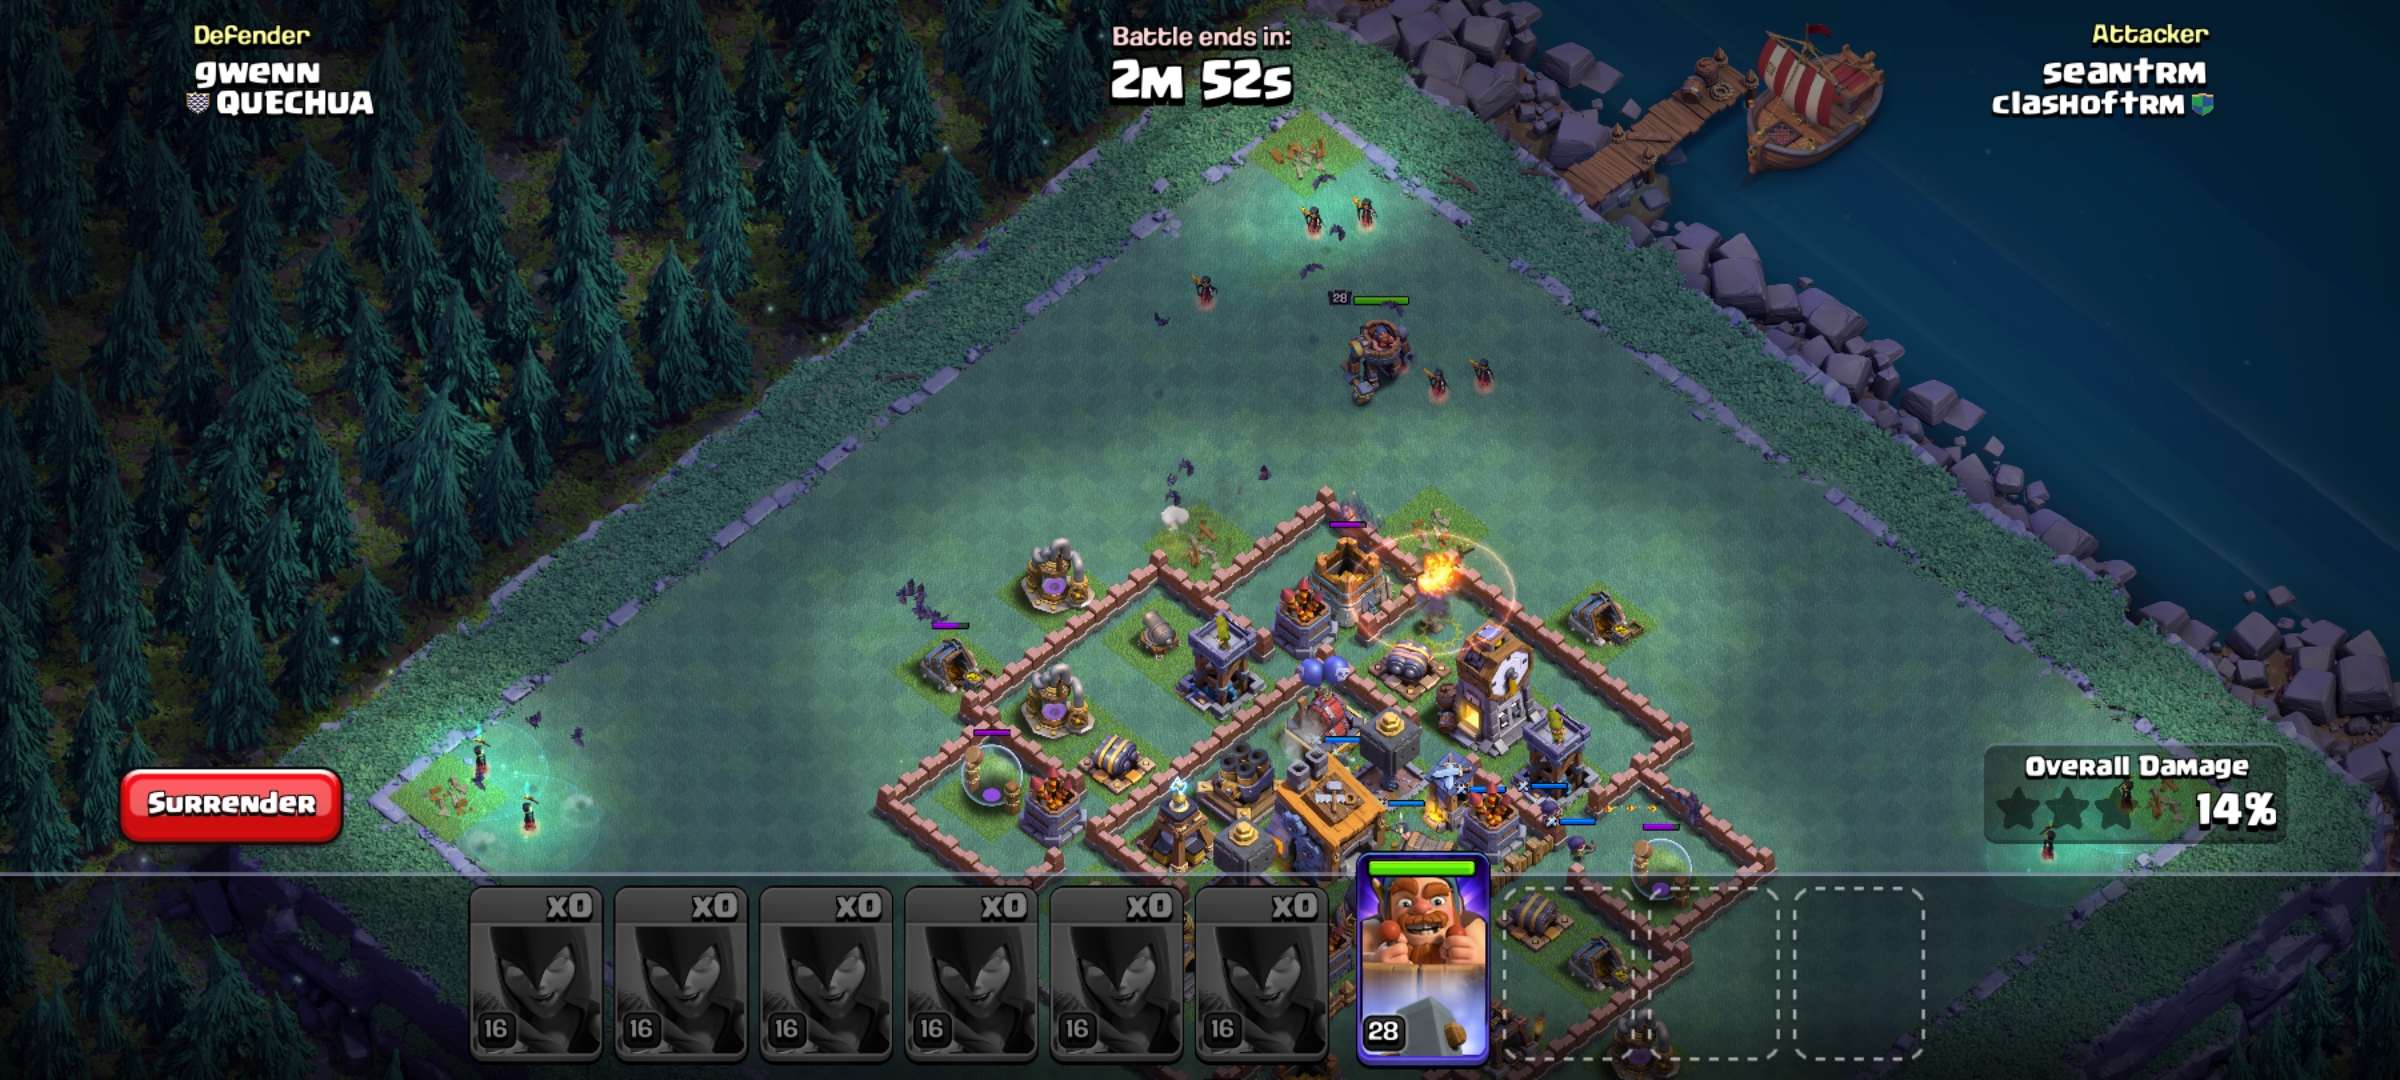 Defender
gwenn
QUECHUA
Battle ends in:
2M 52s
Attacker
seantrm
clashoftrm
28
Surrender
Overall Damage
14%
x0
x0
x0
x0
x0
x0
16
16
16
16
16
16
28